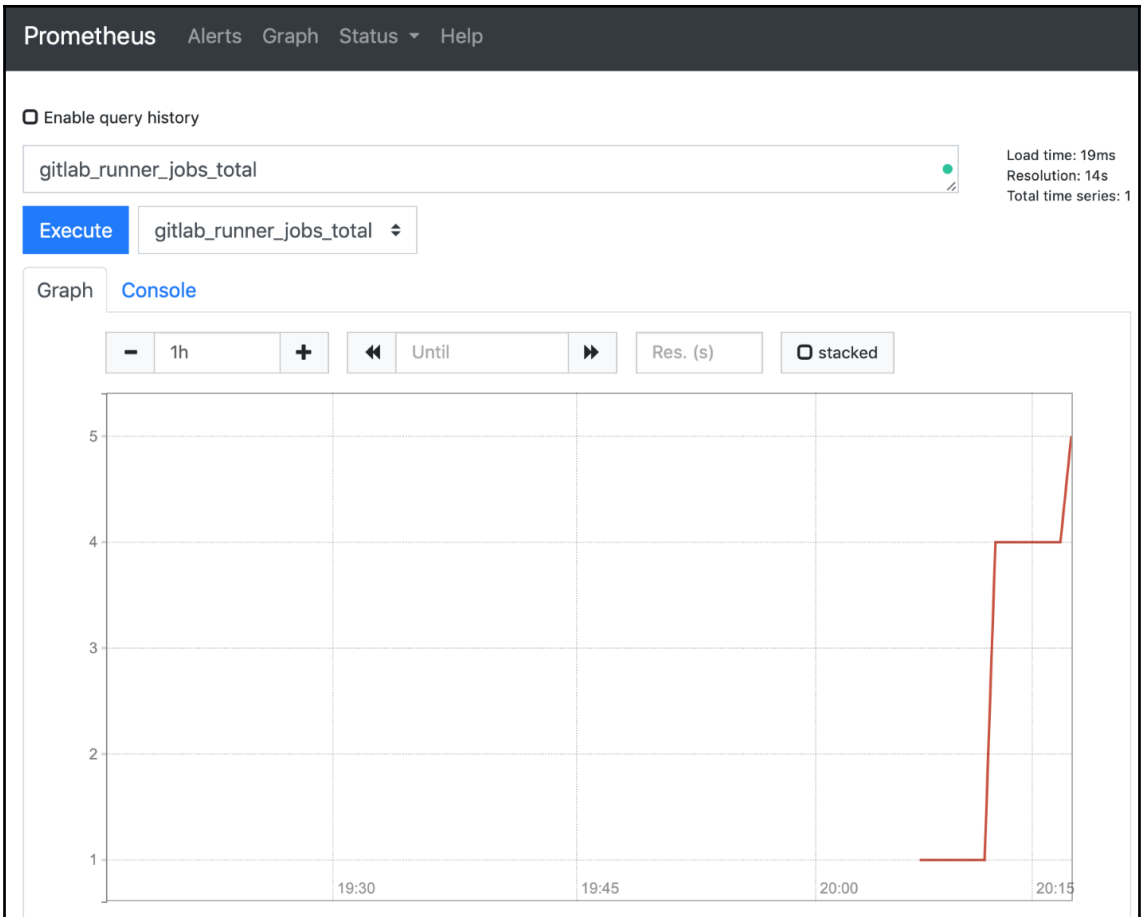 Prometheus Alerts Graph Status Help
Enable query history
gitlab_runner_jobs_total
Load time: 19ms
Resolution: 14s
Total time series: 1
Execute gitlab_runner_jobs_total
Graph Console
1h Until Res. (s) stacked
5
4
3
2
1
19:30 19:45 20:00 20:15